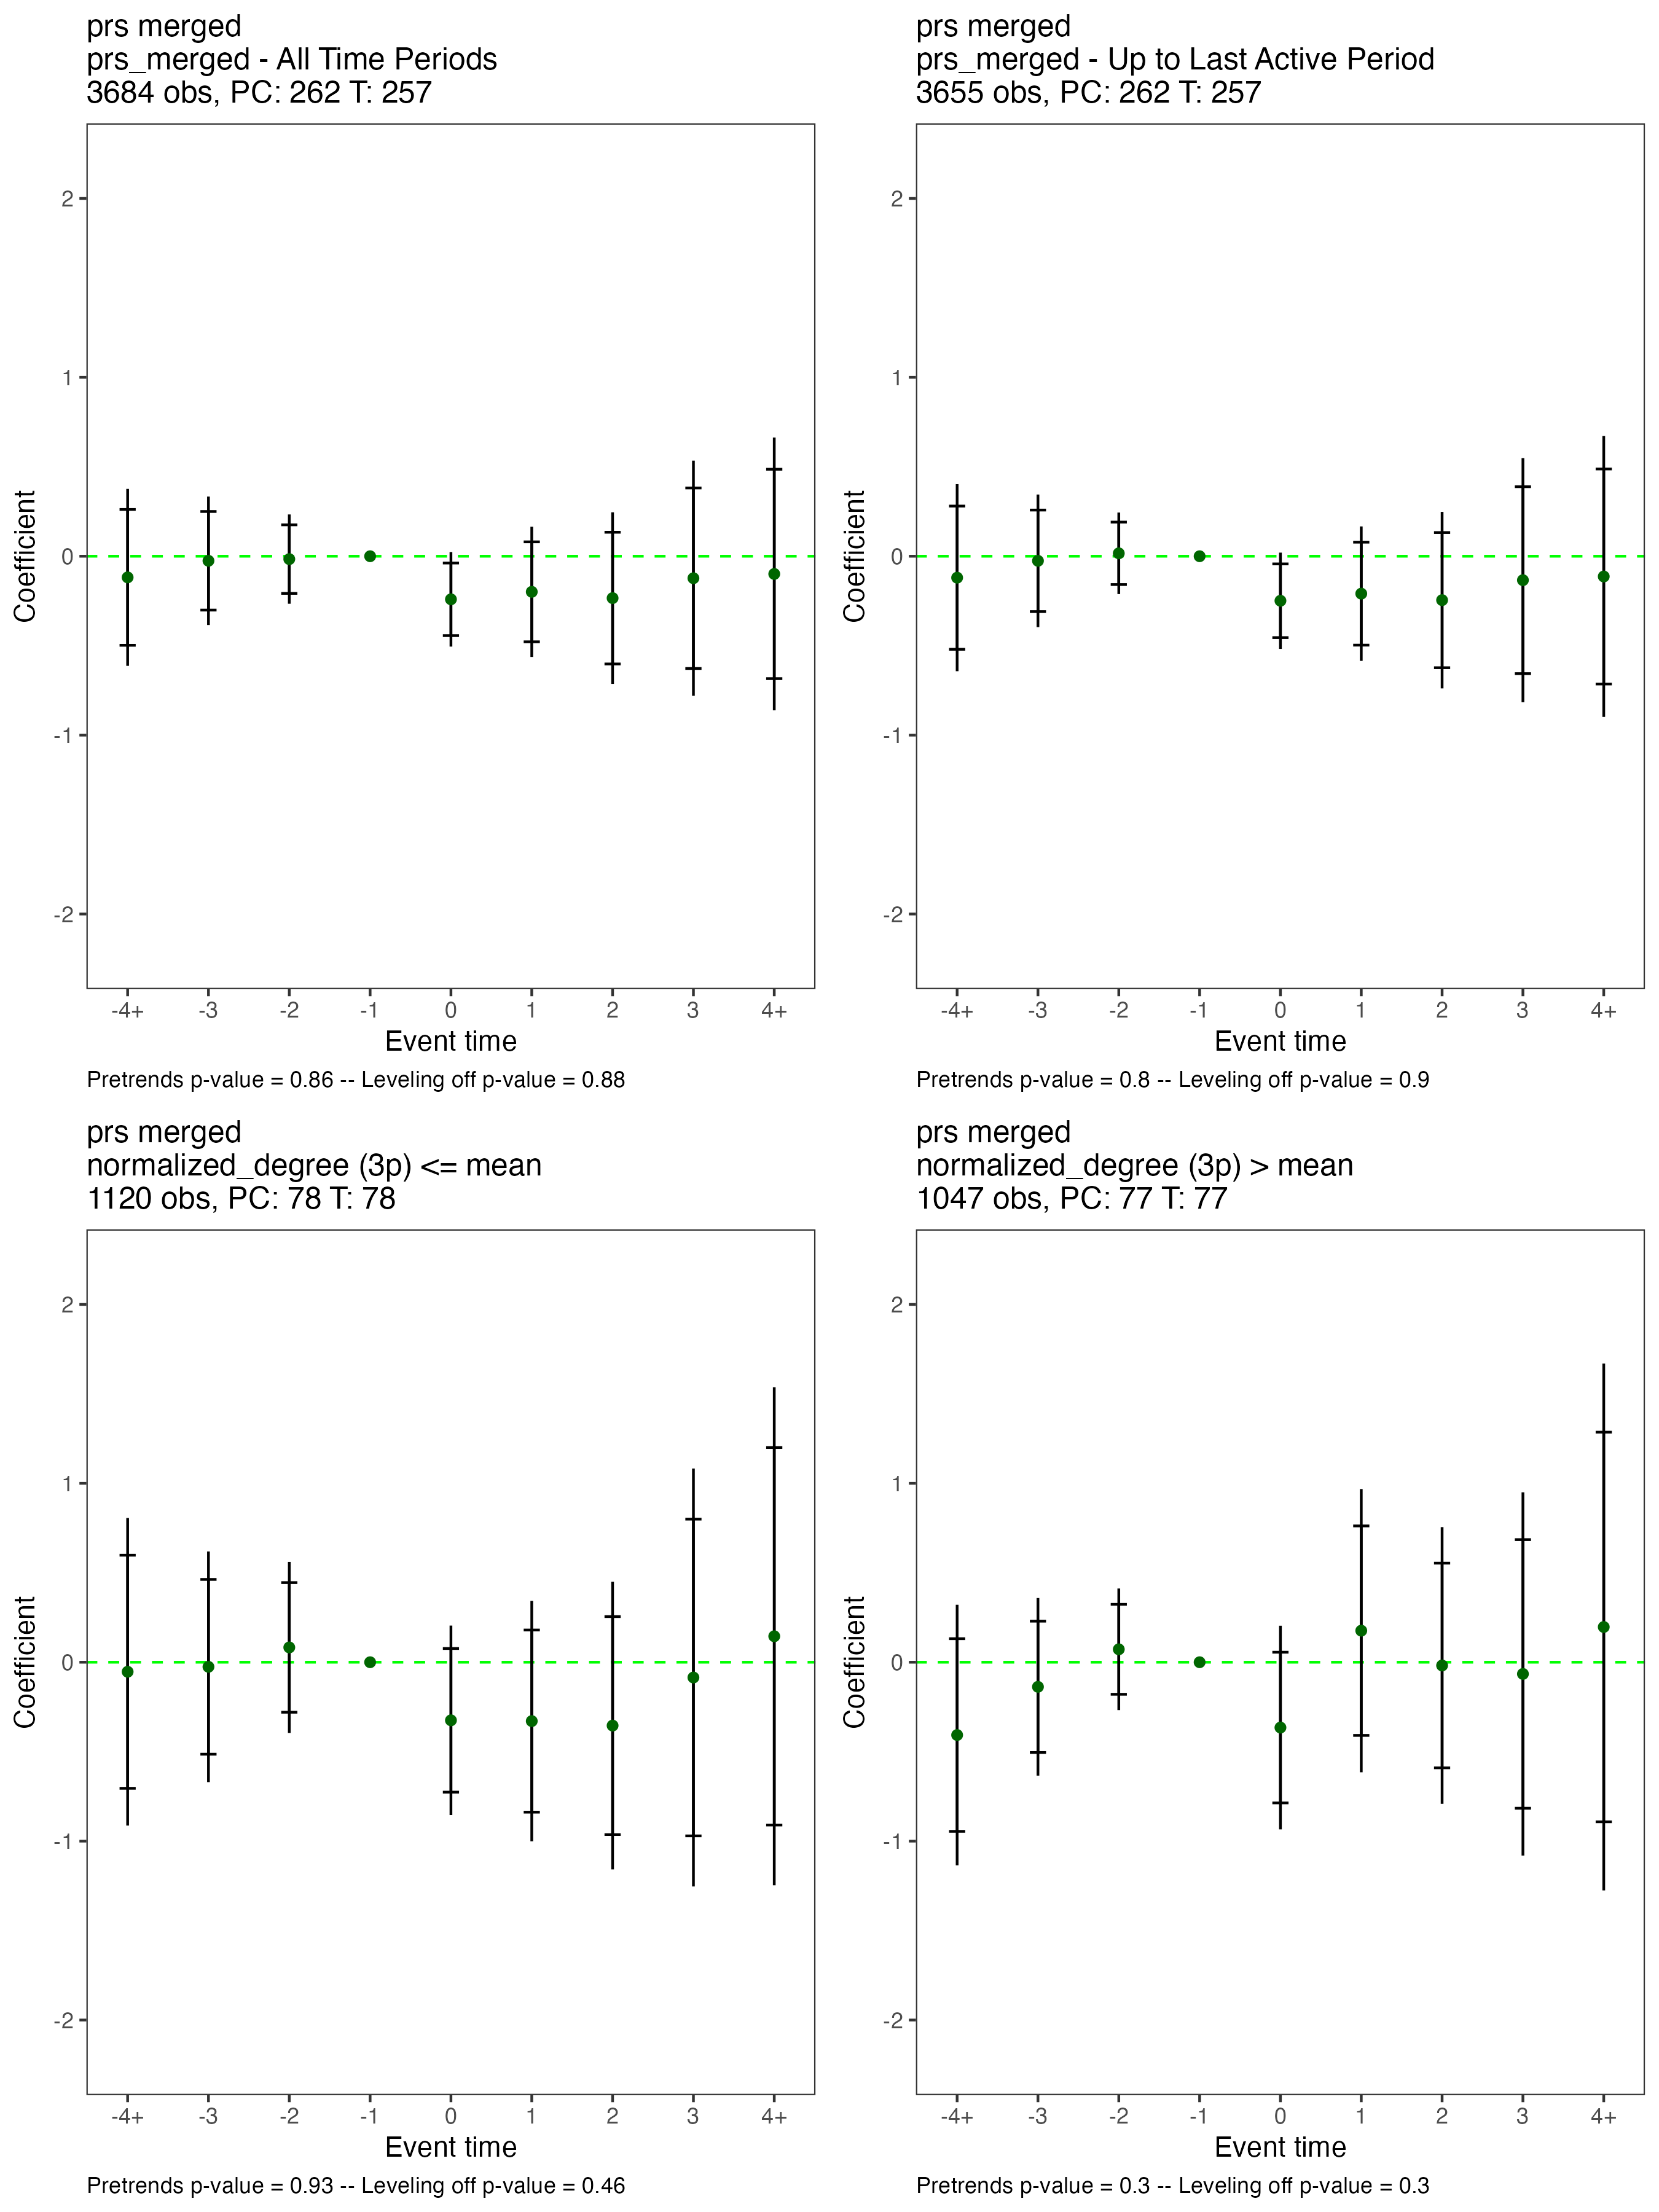 prs merged
prs_merged - All Time Periods
3684 obs, PC: 262 T: 257
2
1
0
-1
-2
Coefficient
-4+ -3 -2 -1 0 1 2 3 4+
Event time
Pretrends p-value = 0.86 -- Leveling off p-value = 0.88
prs merged
prs_merged - Up to Last Active Period
3655 obs, PC: 262 T: 257
2
1
0
-1
-2
Coefficient
-4+ -3 -2 -1 0 1 2 3 4+
Event time
Pretrends p-value = 0.8 -- Leveling off p-value = 0.9
prs merged
normalized_degree (3p) <= mean
1120 obs, PC: 78 T: 78
2
1
0
-1
-2
Coefficient
-4+ -3 -2 -1 0 1 2 3 4+
Event time
Pretrends p-value = 0.93 -- Leveling off p-value = 0.46
prs merged
normalized_degree (3p) > mean
1047 obs, PC: 77 T: 77
2
1
0
-1
-2
Coefficient
-4+ -3 -2 -1 0 1 2 3 4+
Event time
Pretrends p-value = 0.3 -- Leveling off p-value = 0.3